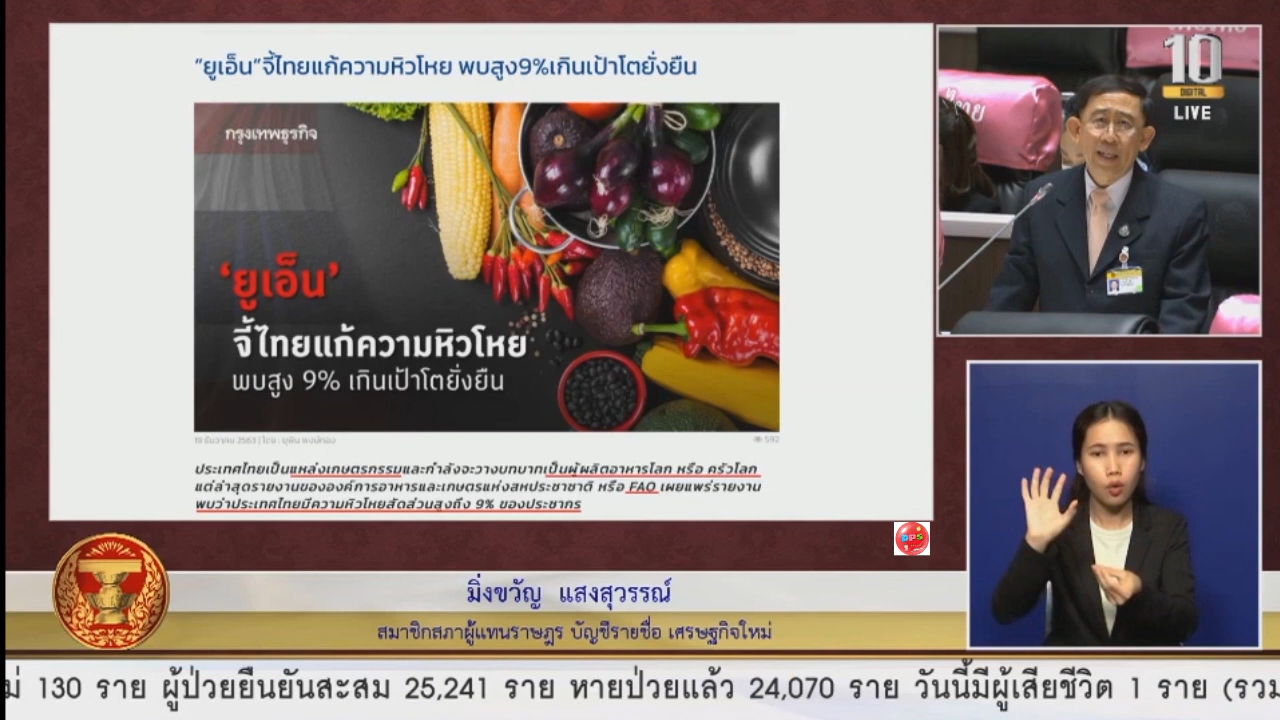 “ยูเอ็น”จี้ไทยแก้ความหิวโหย พบสูง9%เกินเป้าโตยั่งยืน
กรุงเทพธุรกิจ
‘ยูเอ็น’
จี้ไทยแก้ความหิวโหย
พบสูง 9% เกินเป้าโตยั่งยืน
19 ธันวาคม 2563 | โดย :
592
ประเทศไทยเป็นแหล่งเกษตรกรรมและกำลังจะวางบทบาทเป็นผู้ผลิตอาหารโลก หรือ ครัวโลก
แต่ล่าสุดรายงานขององค์การอาหารและเกษตรแห่งสหประชาชาติ หรือ FAO เผยแพร่รายงาน
พบว่าประเทศไทยมีความหิวโหยสัดส่วนสูงถึง 9% ของประชากร
10
DIGITAL
LIVE
DPS
มิ่งขวัญ แสงสุวรรณ์
สมาชิกสภาผู้แทนราษฎร บัญชีรายชื่อ เศรษฐกิจใหม่
130 ราย ผู้ป่วยยืนยันสะสม 25,241 ราย หายป่วยแล้ว 24,070 ราย วันนี้มีผู้เสียชีวิต 1 ราย (รวม